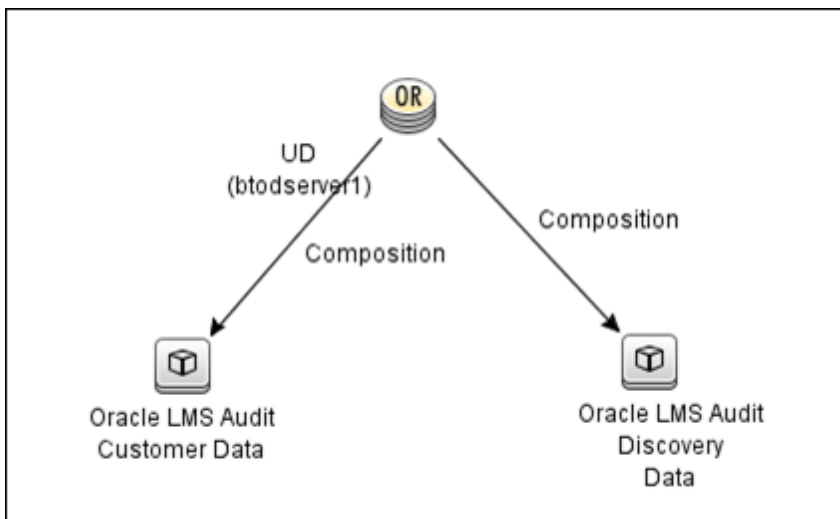 OR
UD
(btodserver1)
Composition
Composition
Oracle LMS Audit
Customer Data
Oracle LMS Audit
Discovery
Data